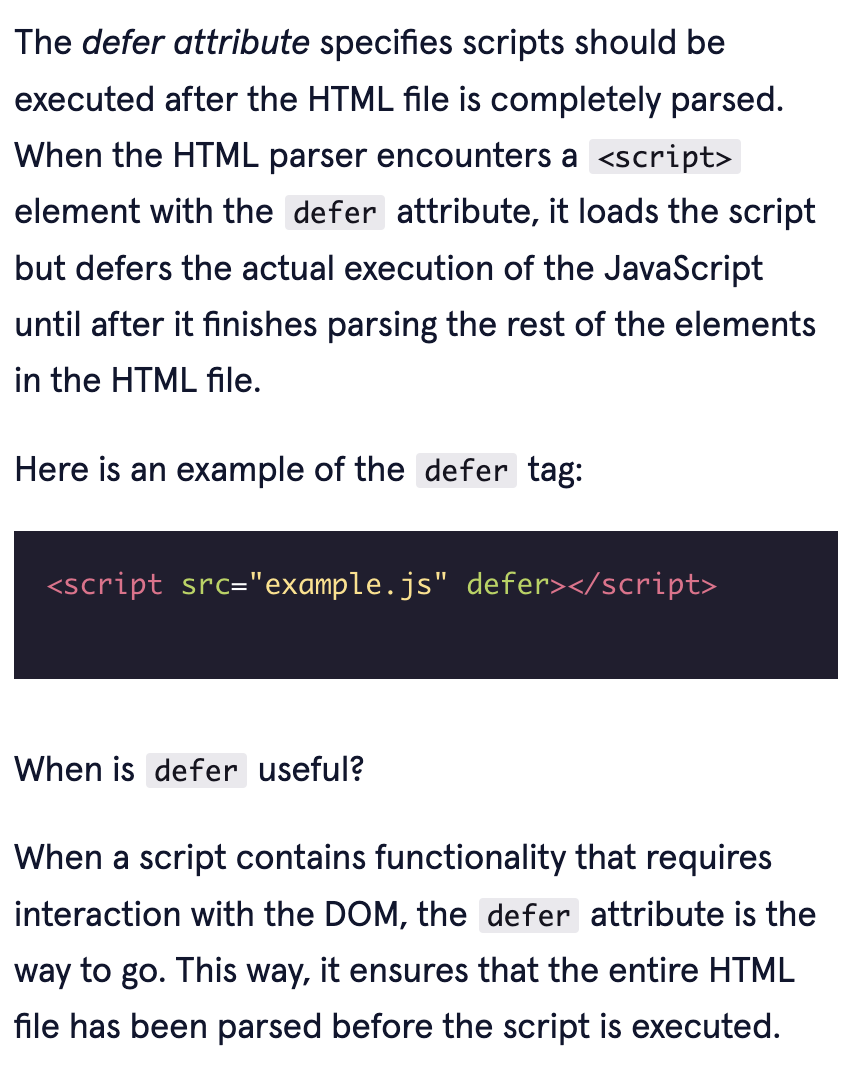 The defer attribute specifies scripts should be
executed after the HTML file is completely parsed.
When the HTML parser encounters a <script>
element with the defer attribute, it loads the script
but defers the actual execution of the JavaScript
until after it finishes parsing the rest of the elements
in the HTML file.
Here is an example of the defer tag:
<script src="example.js" defer></script>
When is defer useful?
When a script contains functionality that requires
interaction with the DOM, the defer attribute is the
way to go. This way, it ensures that the entire HTML
file has been parsed before the script is executed.